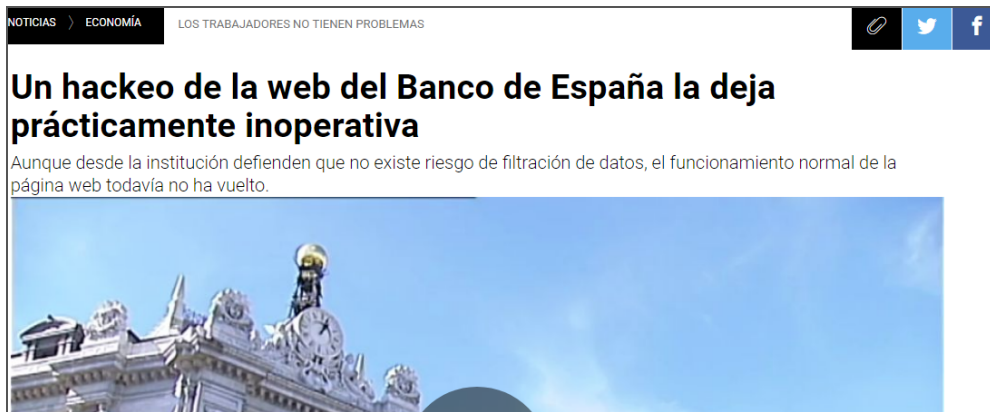 NOTICIAS 〉 ECONOMÍA
LOS TRABAJADORES NO TIENEN PROBLEMAS
Un hackeo de la web del Banco de España la deja
prácticamente inoperativa
Aunque desde la institución defienden que no existe riesgo de filtración de datos, el funcionamiento normal de la
página web todavía no ha vuelto.